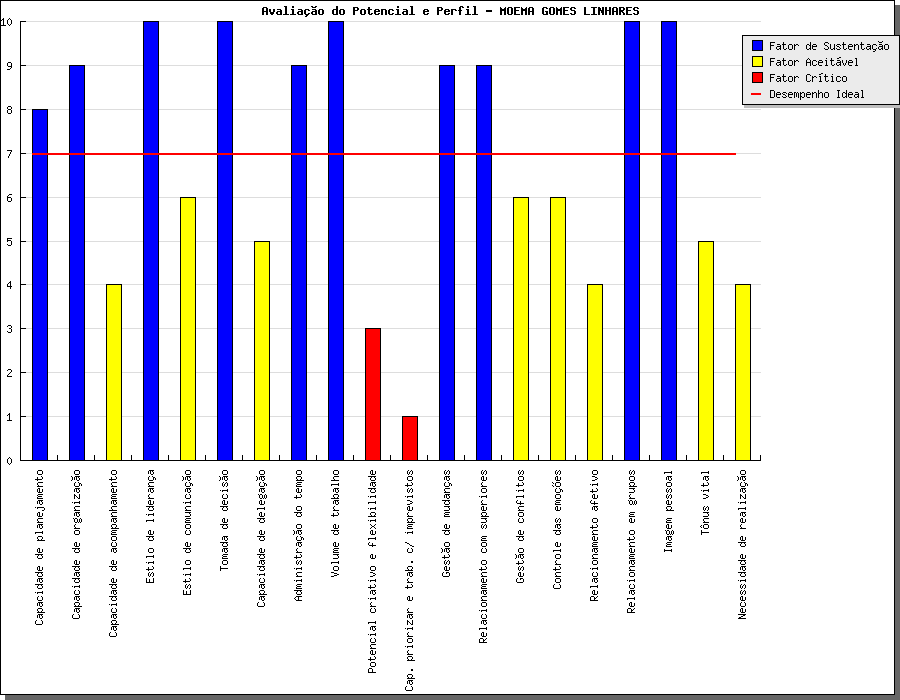 Avaliação do Potencial e Perfil - MOEMA GOMES LINHARES
Fator de Sustentação
Fator Aceitável
Fator Crítico
Desempenho Ideal
10
9
8
7
6
5
4
3
2
1
0
Capacidade de planejamento
Capacidade de organização
Capacidade de acompanhamento
Estilo de liderança
Estilo de comunicação
Tomada de decisão
Capacidade de delegação
Administração do tempo
Volume de trabalho
Potencial criativo e flexibilidade
Cap. priorizar e trab. c/ imprevistos
Gestão de mudanças
Relacionamento com superiores
Gestão de conflitos
Controle das emoções
Relacionamento afetivo
Relacionamento em grupos
Imagem pessoal
Tônus vital
Necessidade de realização